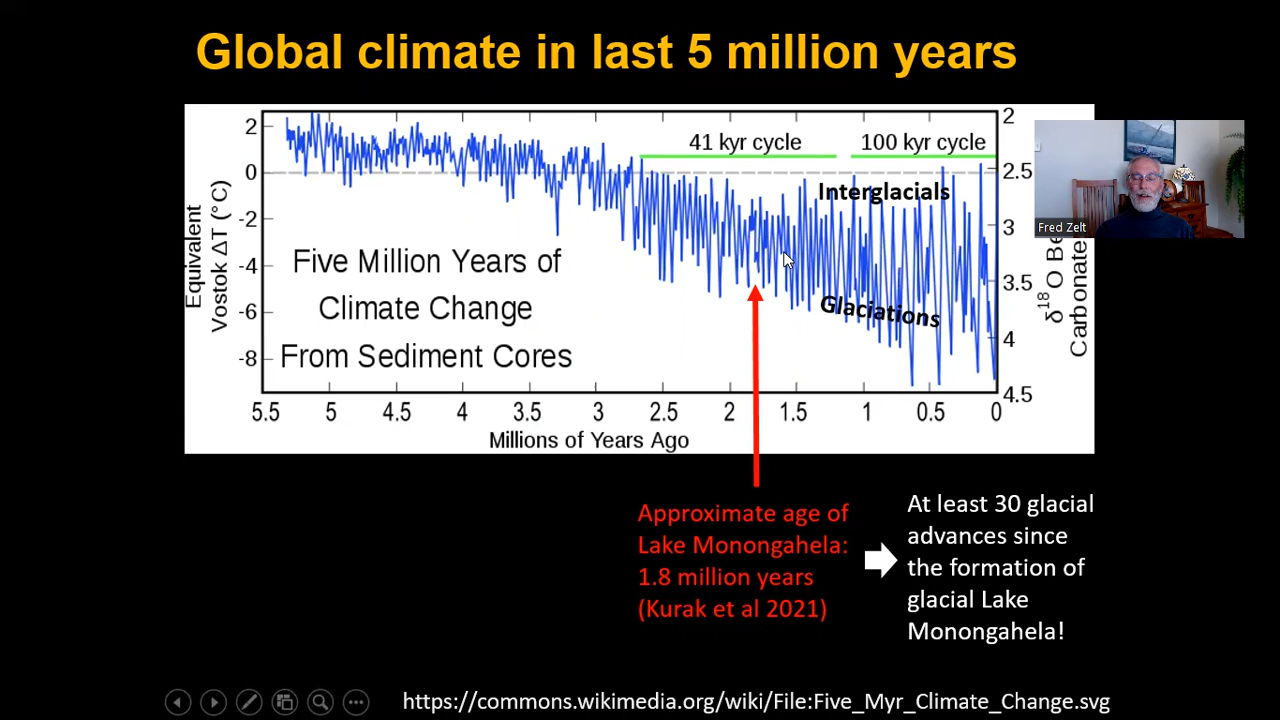 Global climate in last 5 million years
41 kyr cycle
100 kyr cycle
Interglacials
Glaciations
Five Million Years of
Climate Change
From Sediment Cores
Equivalent
Vostok ΔT (°C)
2
0
-2
-4
-6
-8
2
2.5
3
3.5
4
4.5
δ18 O Be
Carbonate
5.5 5 4.5 4 3.5 3 2.5 2 1.5 1 0.5 0
Millions of Years Ago
Fred Zelt
Approximate age of
Lake Monongahela:
1.8 million years
(Kurak et al 2021)
At least 30 glacial
advances since
the formation of
glacial Lake
Monongahela!
https://commons.wikimedia.org/wiki/File:Five_Myr_Climate_Change.svg